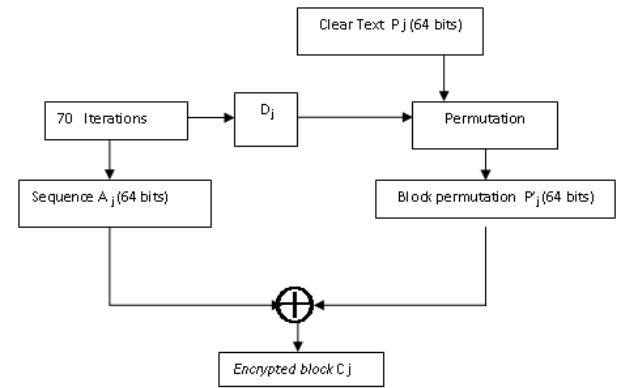 Clear Text Pj (64 bits)
70 Iterations
Dj
Permutation
Sequence Aj (64 bits)
Block permutation P'j (64 bits)
Encrypted block Cj